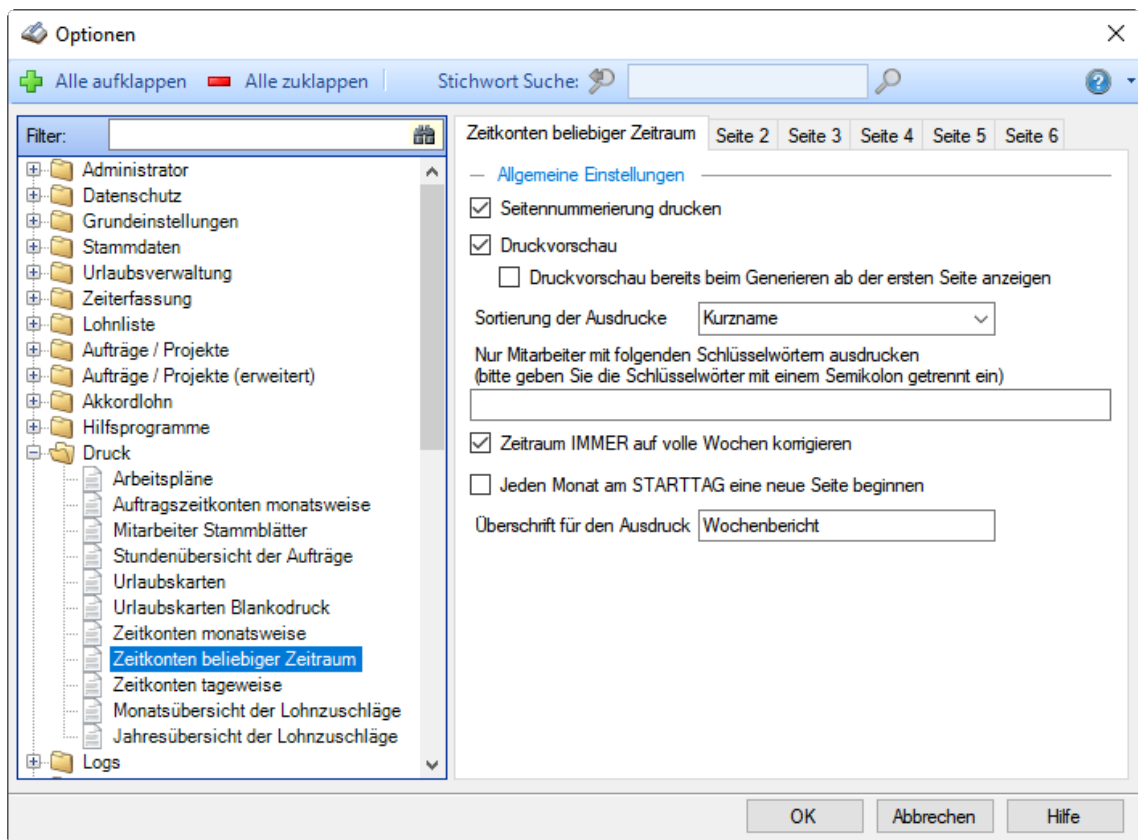 Optionen
Alle aufklappen Alle zuklappen Stichwort Suche:
Filter:
Administrator
Datenschutz
Grundeinstellungen
Stammdaten
Urlaubsverwaltung
Zeiterfassung
Lohnliste
Aufträge / Projekte
Aufträge / Projekte (erweitert)
Akkordlohn
Hilfsprogramme
Druck
Arbeitspläne
Auftragszeitkonten monatsweise
Mitarbeiter Stammblätter
Stundenübersicht der Aufträge
Urlaubskarten
Urlaubskarten Blankodruck
Zeitkonten monatsweise
Zeitkonten beliebiger Zeitraum
Zeitkonten tageweise
Monatsübersicht der Lohnzuschläge
Jahresübersicht der Lohnzuschläge
Logs
Zeitkonten beliebiger Zeitraum Seite 2 Seite 3 Seite 4 Seite 5 Seite 6
Allgemeine Einstellungen
Seitennummerierung drucken
Druckvorschau
Druckvorschau bereits beim Generieren ab der ersten Seite anzeigen
Sortierung der Ausdrucke Kurzname
Nur Mitarbeiter mit folgenden Schlüsselwörtern ausdrucken
(bitte geben Sie die Schlüsselwörter mit einem Semikolon getrennt ein)
Zeitraum IMMER auf volle Wochen korrigieren
Jeden Monat am STARTTAG eine neue Seite beginnen
Überschrift für den Ausdruck Wochenbericht
OK Abbrechen Hilfe